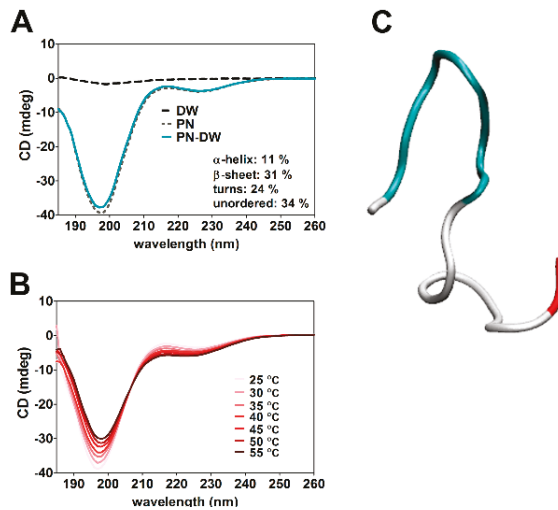 A
10
0
-10
-20
-30
-40
CD (mdeg)
DW
PN
PN-DW
α-helix: 11 %
β-sheet: 31 %
turns: 24 %
unordered: 34 %
190 200 210 220 230 240 250 260
wavelength (nm)
B
10
0
-10
-20
-30
-40
CD (mdeg)
25 °C
30 °C
35 °C
40 °C
45 °C
50 °C
55 °C
190 200 210 220 230 240 250 260
wavelength (nm)
C